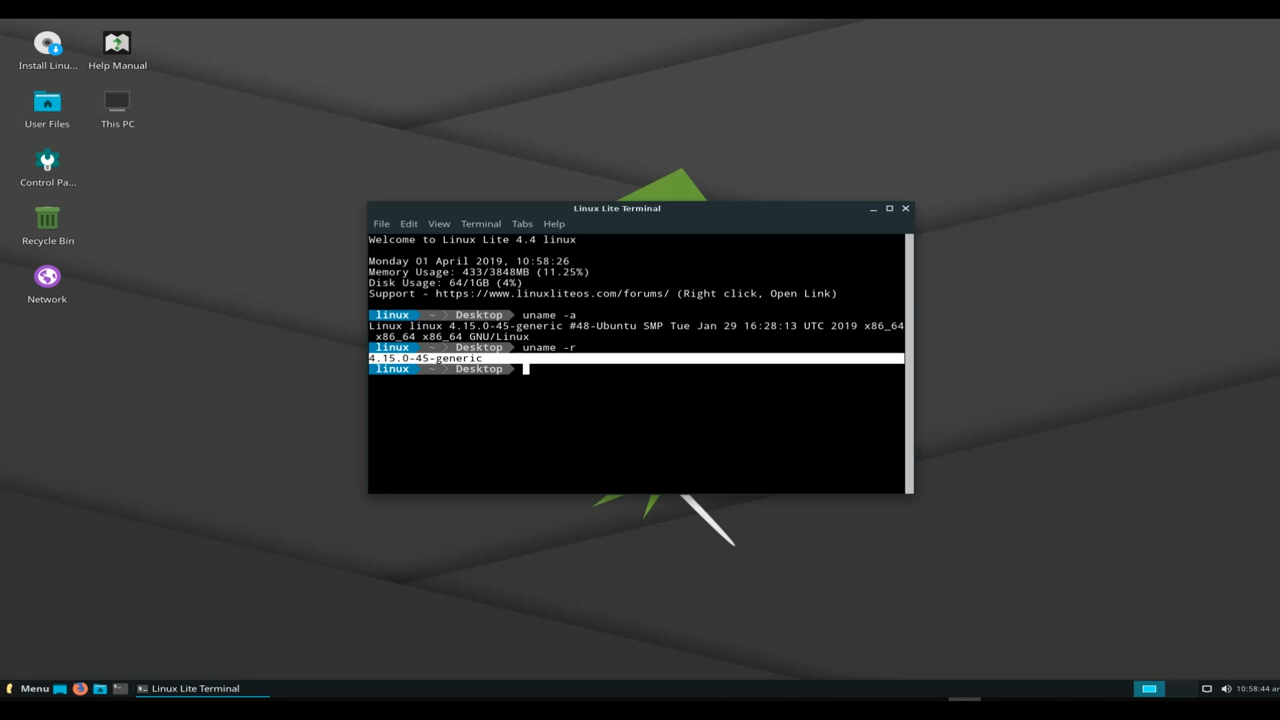 Install Linu...
Help Manual
User Files
This PC
Control Pa...
Recycle Bin
Network
Linux Lite Terminal
File Edit View Terminal Tabs Help
Welcome to Linux Lite 4.4 linux
Monday 01 April 2019, 10:58:26
Memory Usage: 433/3848MB (11.25%)
Disk Usage: 64/1GB (4%)
Support - https://www.linuxliteos.com/forums/ (Right click, Open Link)
linux ~ Desktop uname -a
Linux linux 4.15.0-45-generic #48-Ubuntu SMP Tue Jan 29 16:28:13 UTC 2019 x86_64
x86_64 x86_64 GNU/Linux
linux ~ Desktop uname -r
4.15.0-45-generic
linux ~ Desktop
Menu Linux Lite Terminal 10:58:44 a